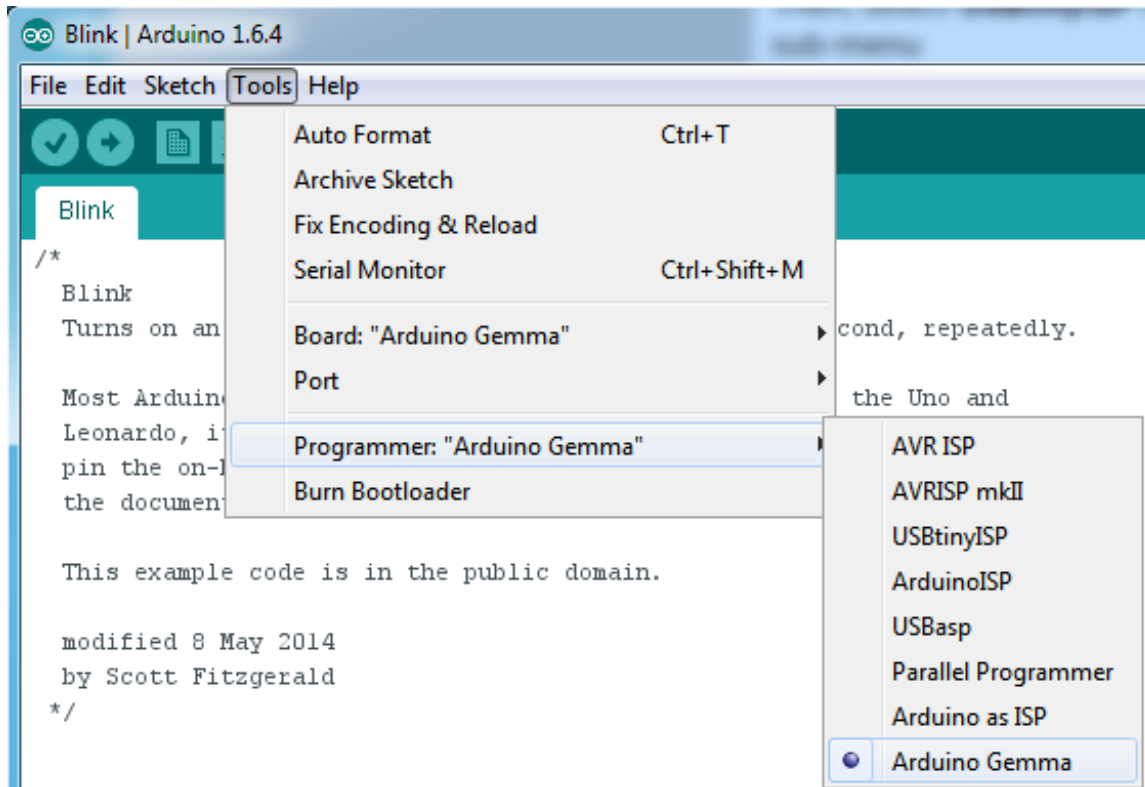 Blink | Arduino 1.6.4
sub-menu
File Edit Sketch Tools Help
Auto Format Ctrl+T
Archive Sketch
Fix Encoding & Reload
Serial Monitor Ctrl+Shift+M
Board: "Arduino Gemma"
Port
Programmer: "Arduino Gemma"
Burn Bootloader
AVR ISP
AVRISP mkII
USBtinyISP
ArduinoISP
USBasp
Parallel Programmer
Arduino as ISP
Arduino Gemma
Blink
/*
Blink
Turns on an cond, repeatedly.
Most Arduin the Uno and
Leonardo, i
pin the on-
the documen
This example code is in the public domain.
modified 8 May 2014
by Scott Fitzgerald
*/